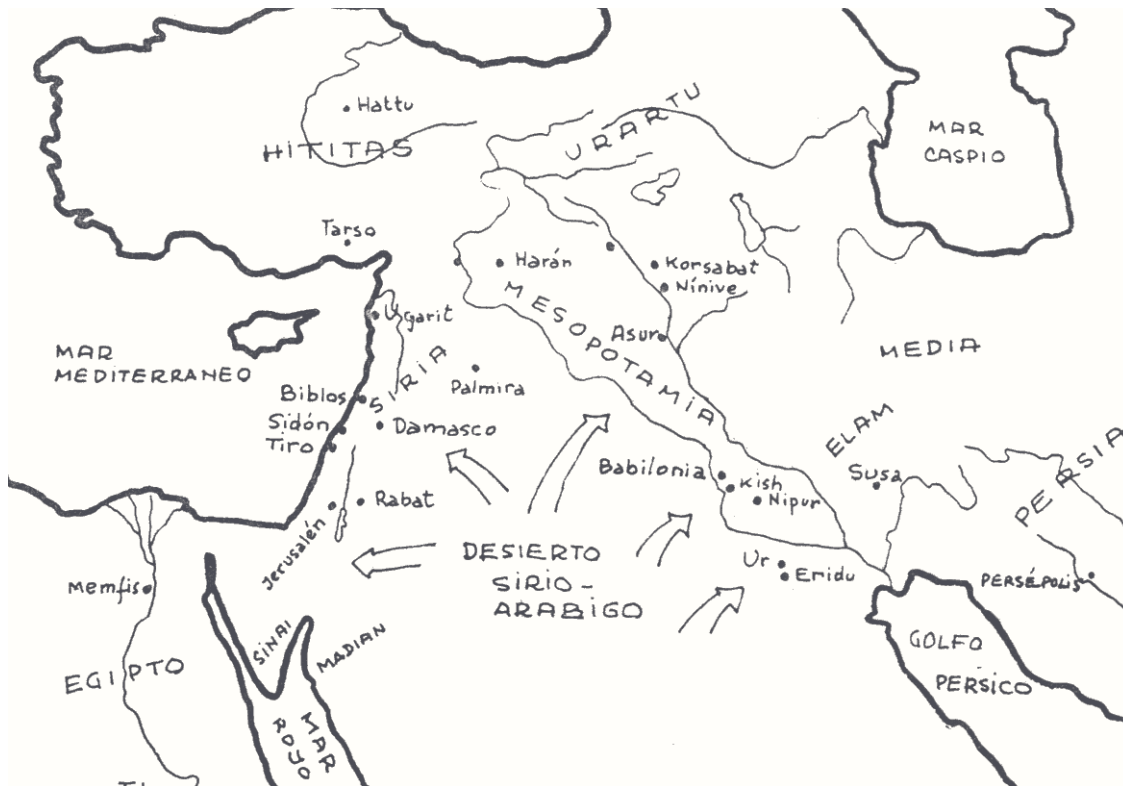 Hattu
HITITAS
URARTU
MAR
CASPIO
Tarso
Harán
Korsabat
Nínive
MESOPOTAMIA
Ugarit
Asur
MAR
MEDITERRANEO
SIRIA
MEDIA
Palmira
Biblos
Sidón
Damasco
Tiro
ELAM
Babilonia
Kish
Susa
Nipur
PERSIA
Rabat
Jerusalén
DESIERTO
SIRIO-
ARABIGO
Ur
Eridu
Memfis
PERSÉPOLIS
SINAI
MADIAN
GOLFO
PERSICO
EGIPTO
MAR
ROYO